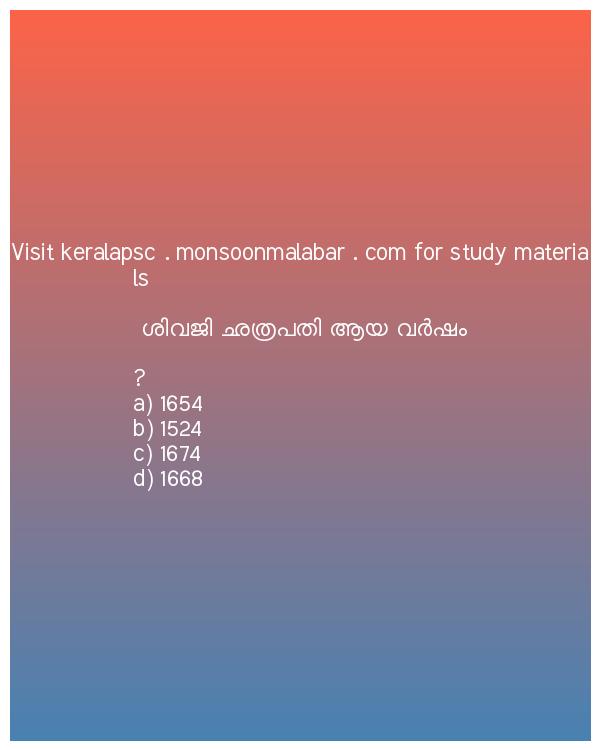 Visit keralapsc . monsoonmalabar . com for study materia
ls
ശിവജി ഛത്രപതി ആയ വർഷം
?
a) 1654
b) 1524
c) 1674
d) 1668